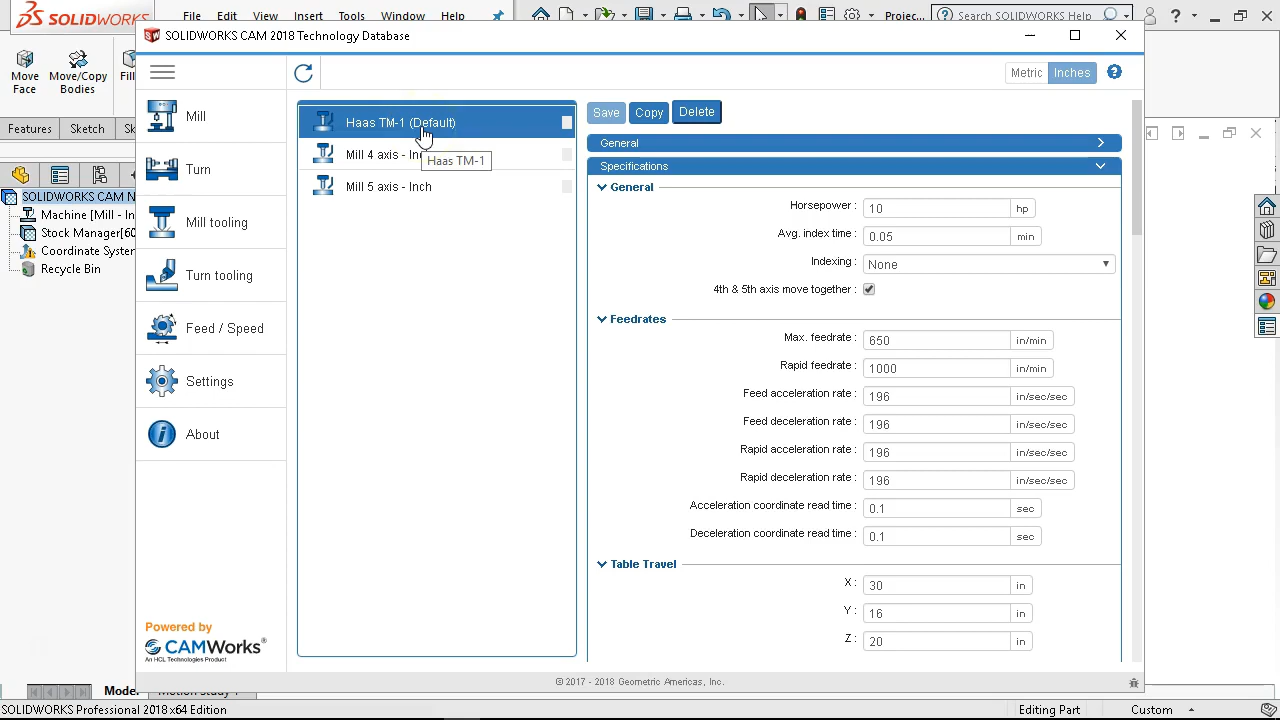 SOLIDWORKS
File Edit View Insert Tools Window Help
Projec...
Search SOLIDWORKS Help
SOLIDWORKS CAM 2018 Technology Database
Move Face
Move/Copy Bodies
Features Sketch
SOLIDWORKS CAM N
Machine [Mill - In
Stock Manager[60
Coordinate Syster
Recycle Bin
Mill
Turn
Mill tooling
Turn tooling
Feed / Speed
Settings
About
Powered by
CAMWorks®
An HCL Technologies Product
Metric Inches
Haas TM-1 (Default)
Mill 4 axis - Inc
Haas TM-1
Mill 5 axis - Inch
Save Copy Delete
General
Specifications
General
Horsepower : 10 hp
Avg. index time : 0.05 min
Indexing : None
4th & 5th axis move together :
Feedrates
Max. feedrate : 650 in/min
Rapid feedrate : 1000 in/min
Feed acceleration rate : 196 in/sec/sec
Feed deceleration rate : 196 in/sec/sec
Rapid acceleration rate : 196 in/sec/sec
Rapid deceleration rate : 196 in/sec/sec
Acceleration coordinate read time : 0.1 sec
Deceleration coordinate read time : 0.1 sec
Table Travel
X : 30 in
Y : 16 in
Z : 20 in
© 2017 - 2018 Geometric Americas, Inc.
Model
SOLIDWORKS Professional 2018 x64 Edition
Editing Part
Custom